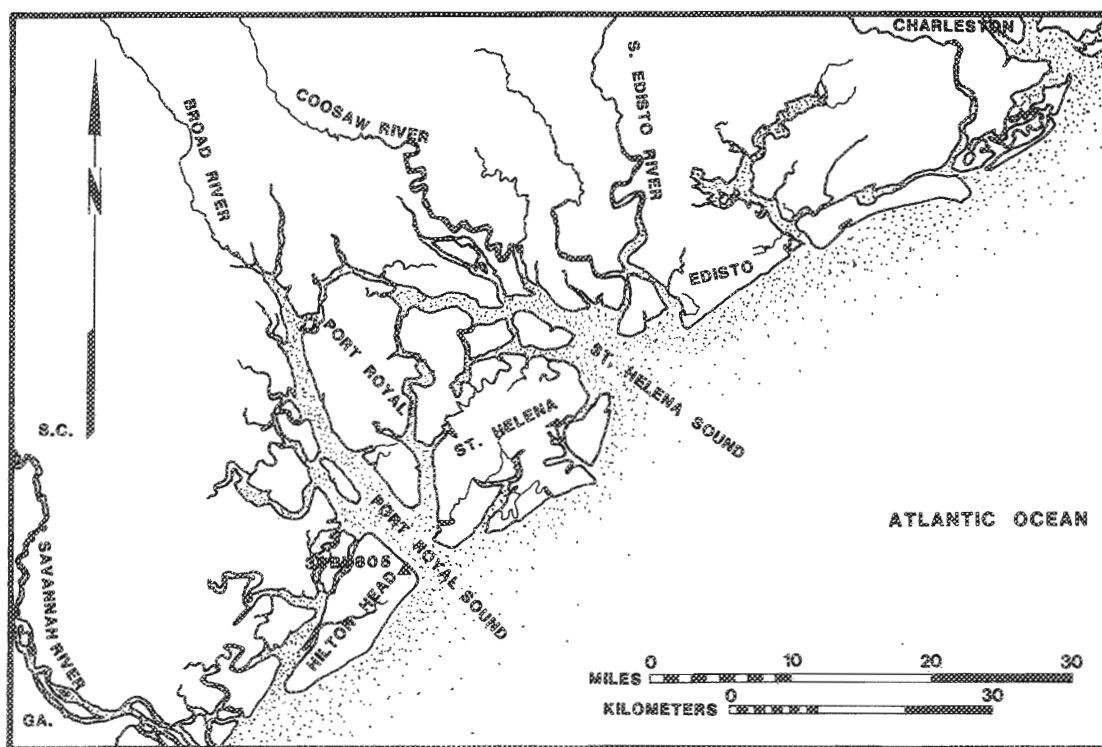 CHARLESTON
S. EDISTO RIVER
COOSAW RIVER
BROAD RIVER
N
EDISTO
PORT ROYAL
ST. HELENA SOUND
ST. HELENA
S.C.
PORT ROYAL SOUND
ATLANTIC OCEAN
HILTON HEAD
SAVANNAH RIVER
GA.
0 10 20 30
MILES
0 30
KILOMETERS